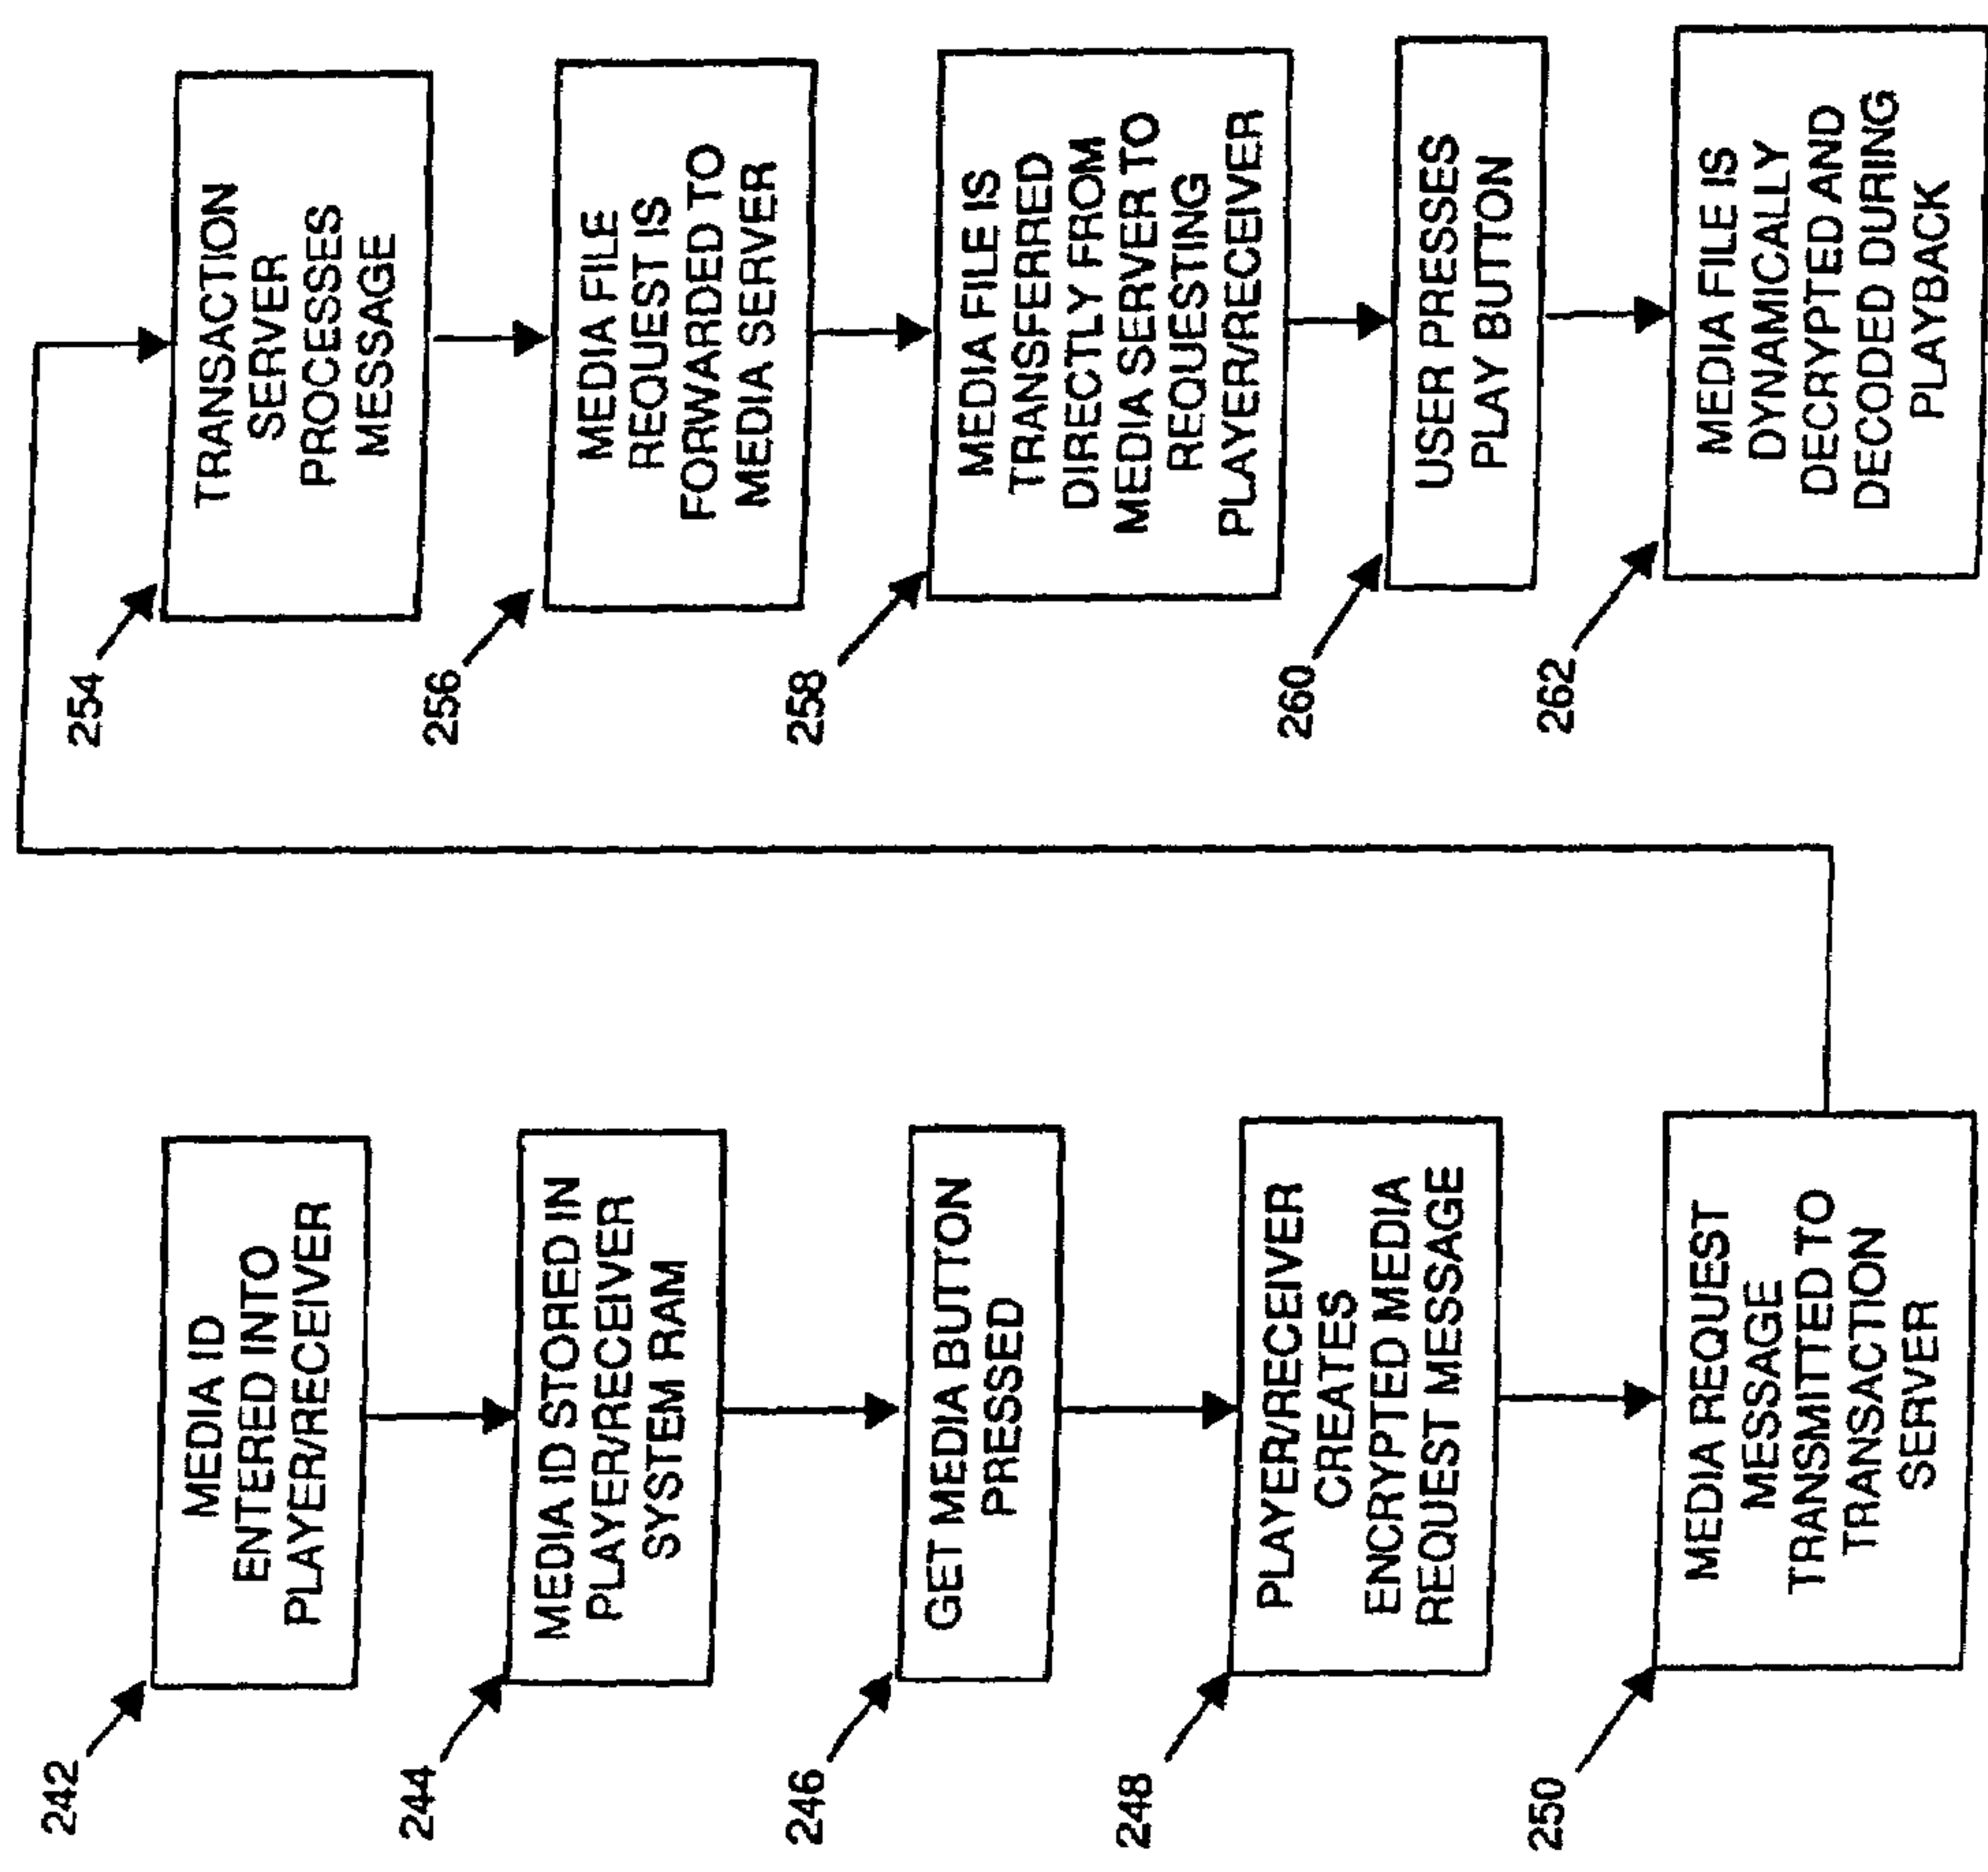 242
MEDIA ID
ENTERED INTO
PLAYER/RECEIVER
244
MEDIA ID STORED IN
PLAYER/RECEIVER
SYSTEM RAM
246
GET MEDIA BUTTON
PRESSED
248
PLAYER/RECEIVER
CREATES
ENCRYPTED MEDIA
REQUEST MESSAGE
250
MEDIA REQUEST
MESSAGE
TRANSMITTED TO
TRANSACTION
SERVER
254
TRANSACTION
SERVER
PROCESSES
MESSAGE
256
MEDIA FILE
REQUEST IS
FORWARDED TO
MEDIA SERVER
258
MEDIA FILE IS
TRANSFERED
DIRECTLY FROM
MEDIA SERVER TO
REQUESTING
PLAYER/RECEIVER
260
USER PRESSES
PLAY BUTTON
262
MEDIA FILE IS
DYNAMICALLY
DECRYPTED AND
DECODED DURING
PLAYBACK